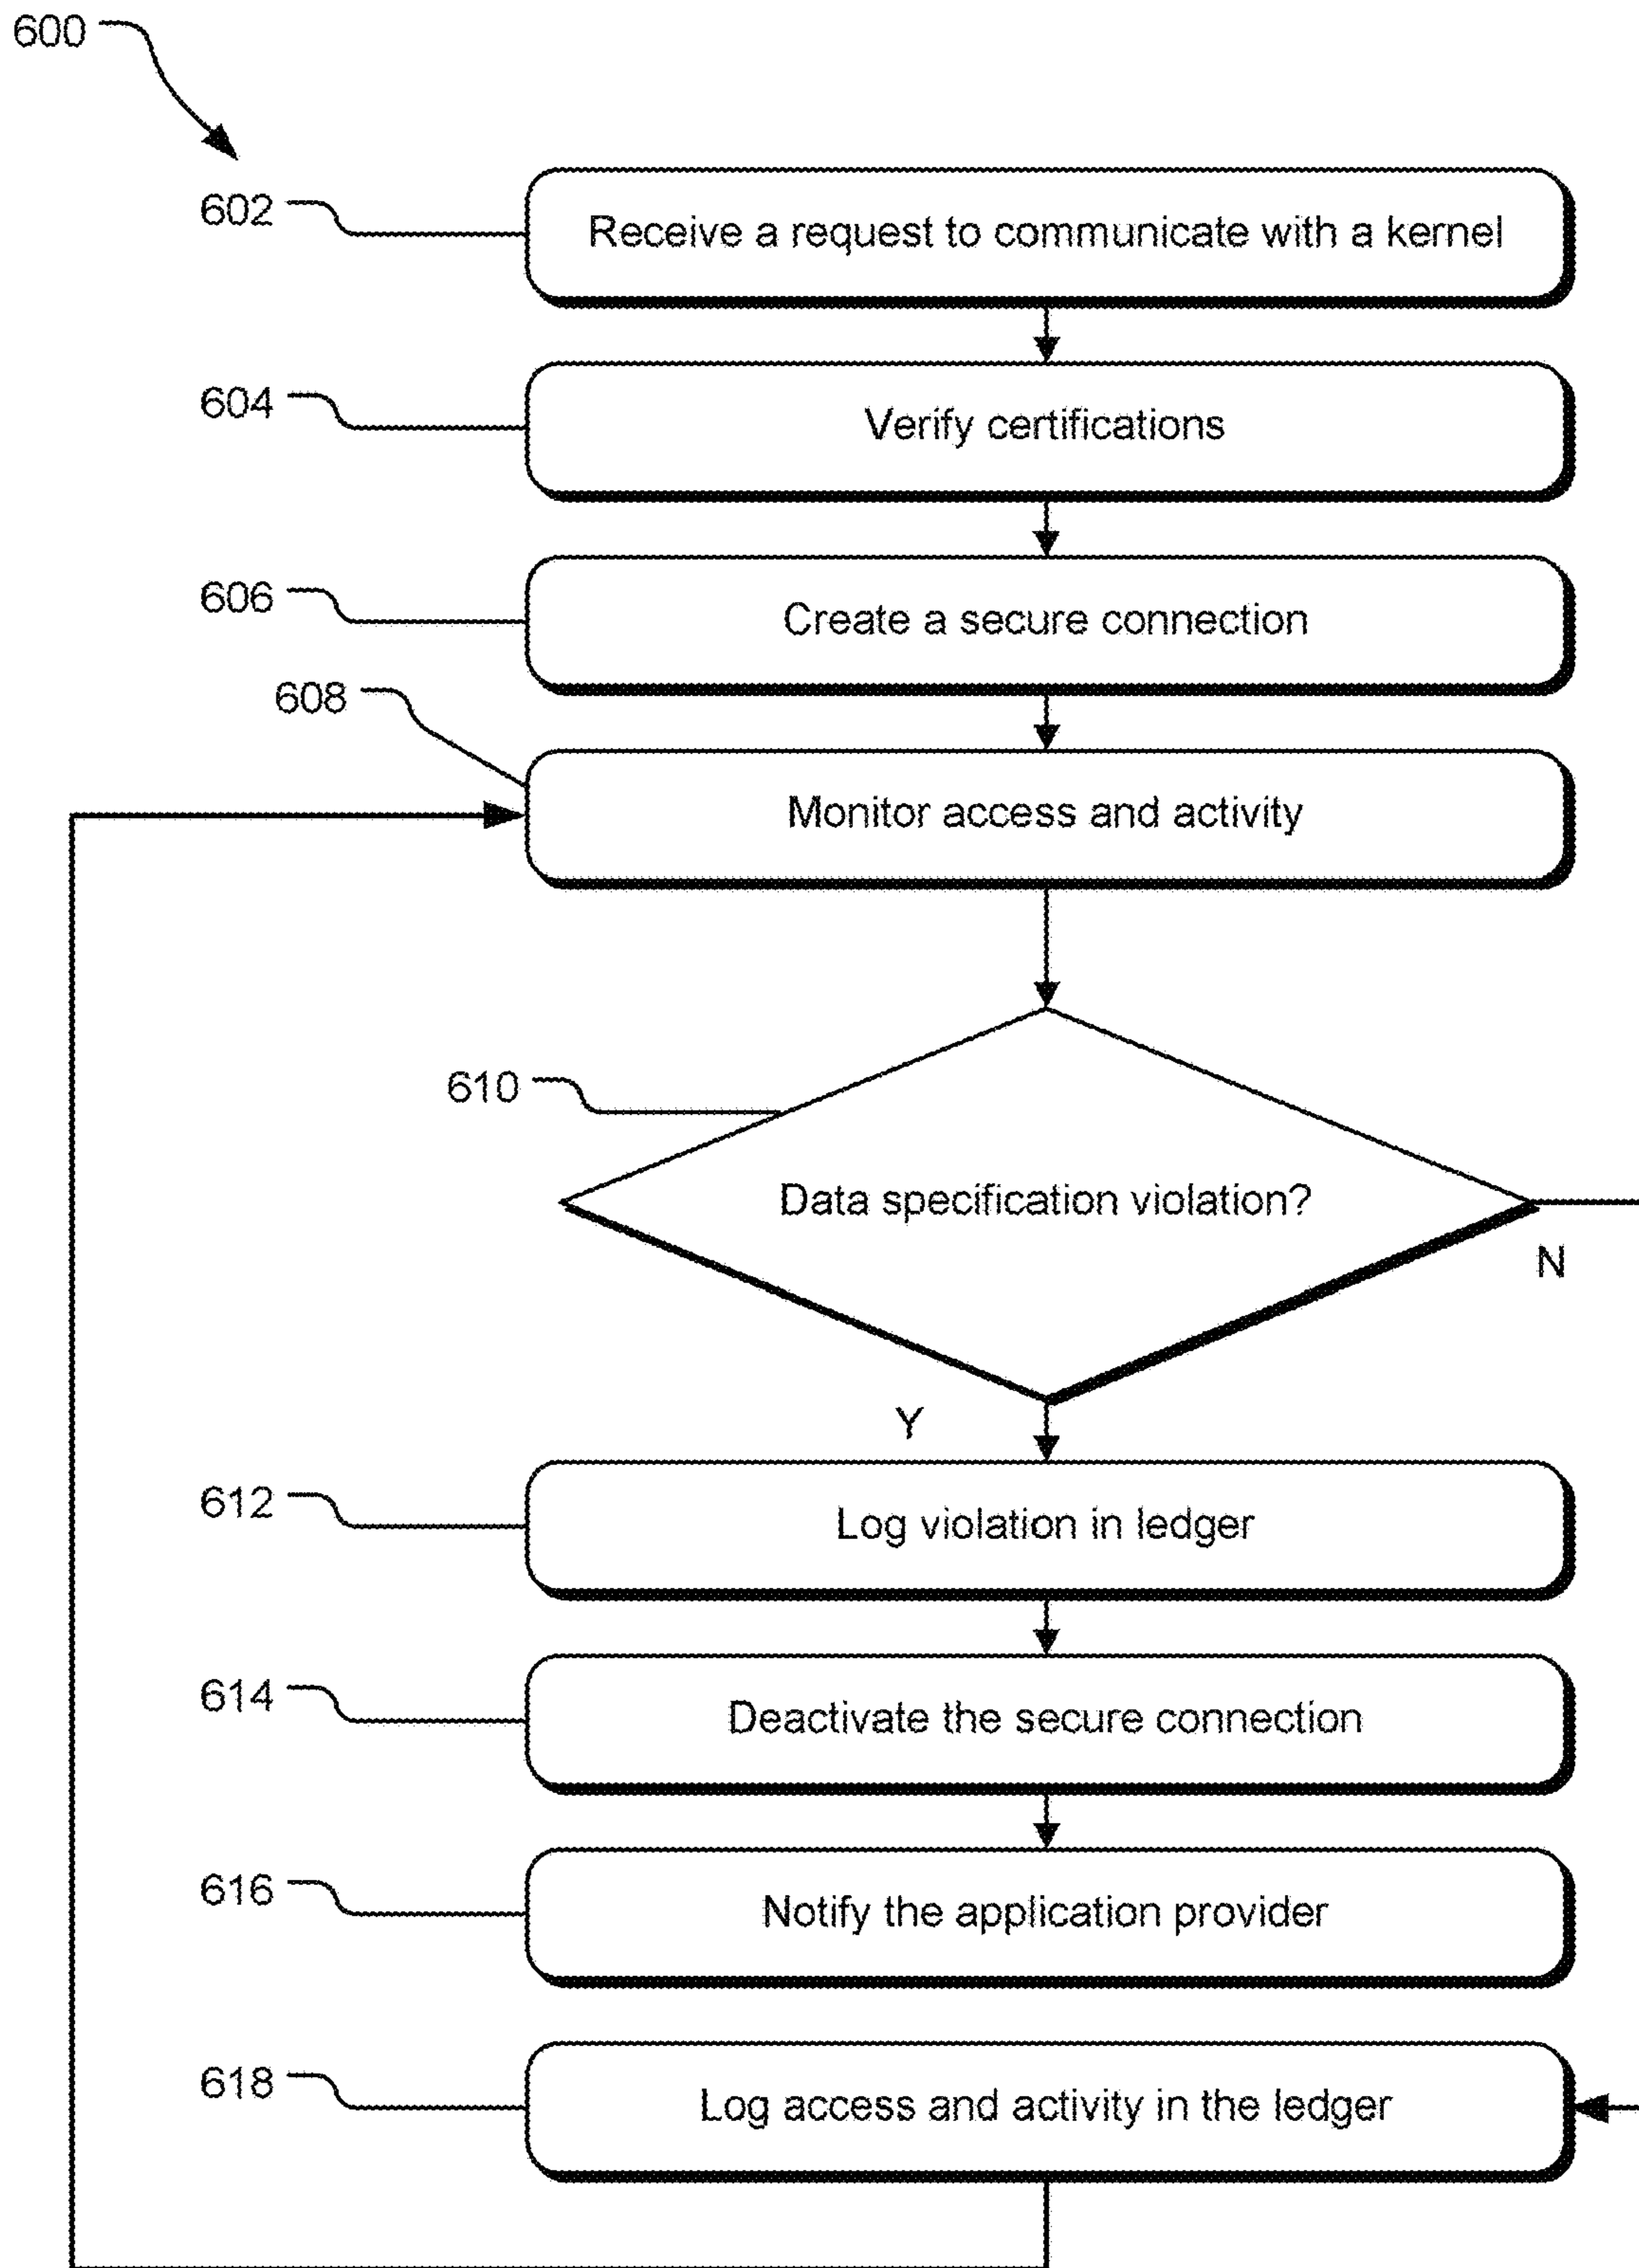 600
602
Receive a request to communicate with a kernel
604
Verify certifications
606
Create a secure connection
608
Monitor access and activity
610
Data specification violation?
N
Y
612
Log violation in ledger
614
Deactivate the secure connection
616
Notify the application provider
618
Log access and activity in the ledger